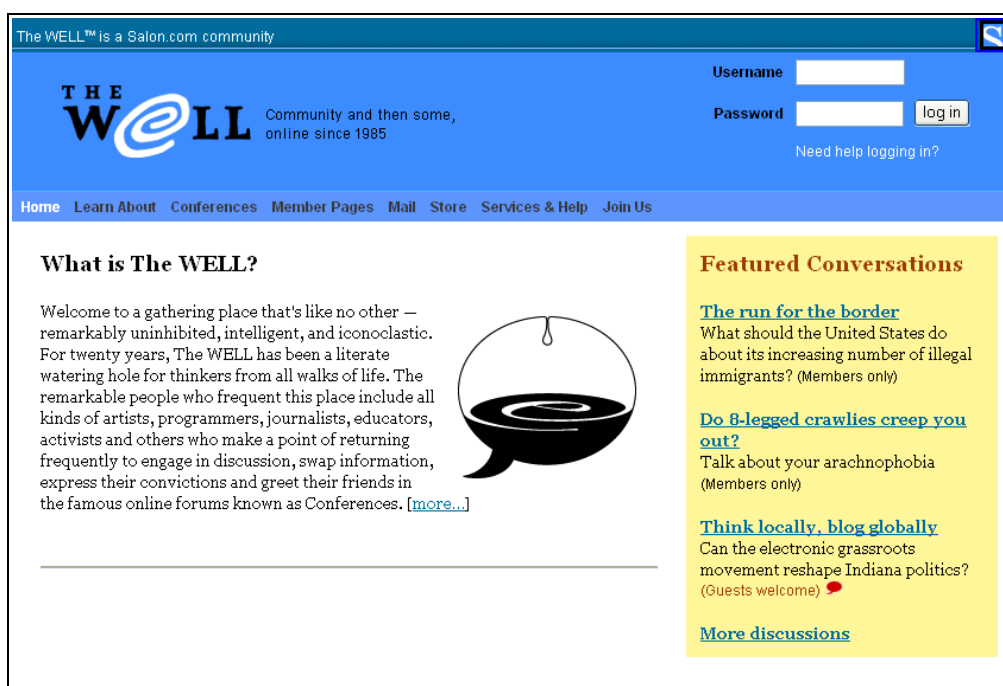 The WELL™ is a Salon.com community
S
THE
WELL
Community and then some,
online since 1985
Username
Password
log in
Need help logging in?
Home Learn About Conferences Member Pages Mail Store Services & Help Join Us
What is The WELL?
Welcome to a gathering place that's like no other —
remarkably uninhibited, intelligent, and iconoclastic.
For twenty years, The WELL has been a literate
watering hole for thinkers from all walks of life. The
remarkable people who frequent this place include all
kinds of artists, programmers, journalists, educators,
activists and others who make a point of returning
frequently to engage in discussion, swap information,
express their convictions and greet their friends in
the famous online forums known as Conferences. [more...]
Featured Conversations
The run for the border
What should the United States do
about its increasing number of illegal
immigrants? (Members only)
Do 8-legged crawlies creep you
out?
Talk about your arachnophobia
(Members only)
Think locally, blog globally
Can the electronic grassroots
movement reshape Indiana politics?
(Guests welcome)
More discussions